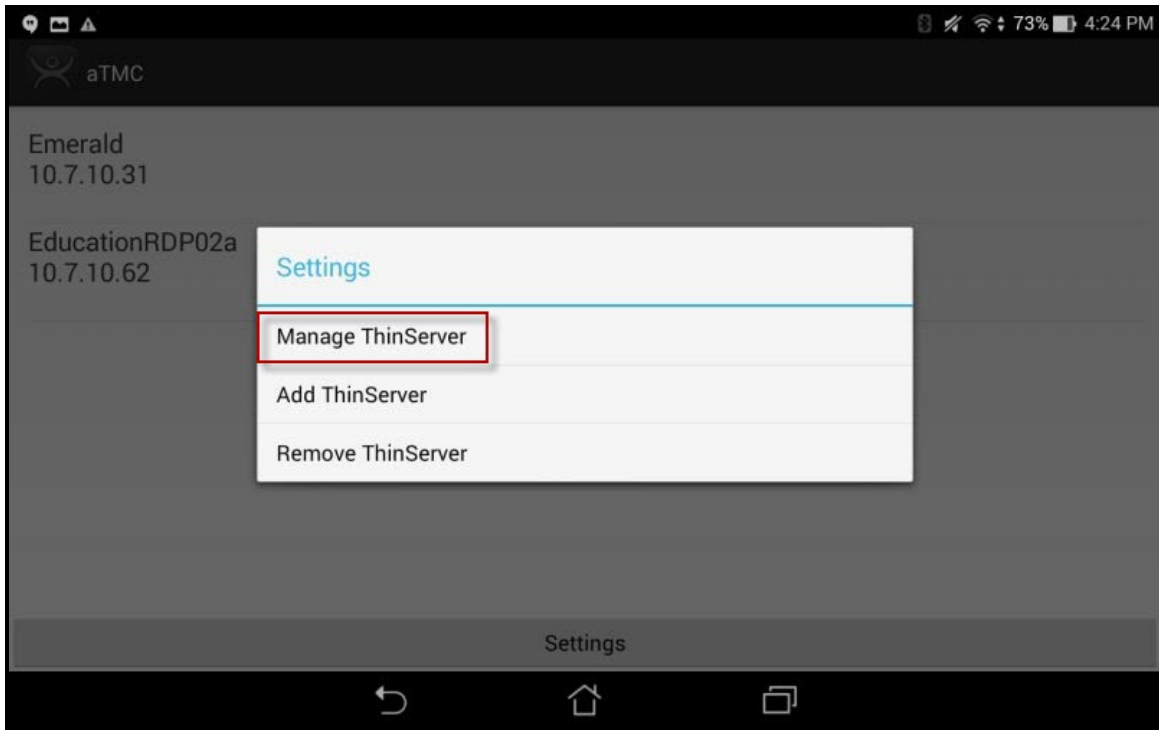 73% 4:24 PM
aTMC
Emerald
10.7.10.31
EducationRDP02a
10.7.10.62
Settings
Manage ThinServer
Add ThinServer
Remove ThinServer
Settings